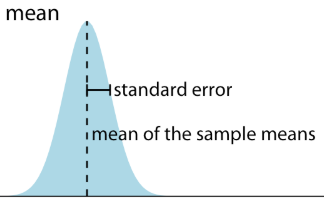 mean
standard error
mean of the sample means